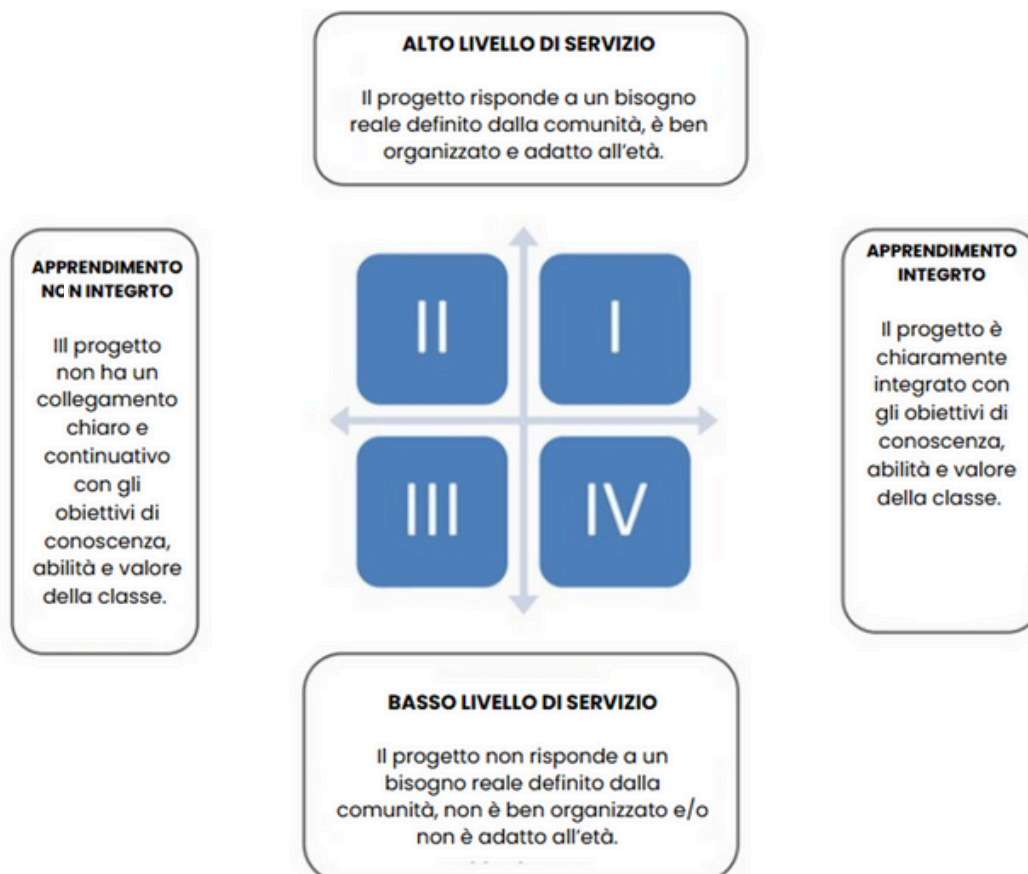 ALTO LIVELLO DI SERVIZIO
Il progetto risponde a un bisogno
reale definito dalla comunità, è ben
organizzato e adatto all'età.
APPRENDIMENTO
NON INTEGRTO
IIl progetto
non ha un
collegamento
chiaro e
continuativo
con gli
obiettivi di
conoscenza,
abilità e valore
della classe.
II
I
III
IV
APPRENDIMENTO
INTEGRTO
Il progetto è
chiaramente
integrato con
gli obiettivi di
conoscenza,
abilità e valore
della classe.
BASSO LIVELLO DI SERVIZIO
Il progetto non risponde a un
bisogno reale definito dalla
comunità, non è ben organizzato e/o
non è adatto all'età.